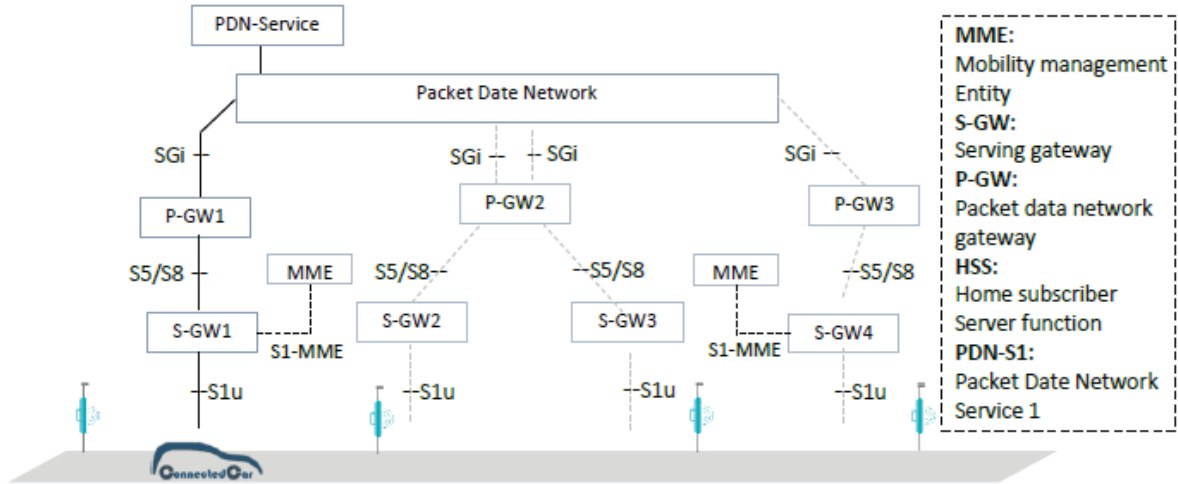 PDN-Service
Packet Date Network
SGi
SGi
SGi
SGi
P-GW1
P-GW2
P-GW3
S5/S8
MME
S5/S8
S5/S8
MME
S5/S8
S-GW1
S-GW2
S-GW3
S-GW4
S1-MME
S1-MME
S1u
S1u
S1u
S1u
ConnectedCar
MME:
Mobility management
Entity
S-GW:
Serving gateway
P-GW:
Packet data network
gateway
HSS:
Home subscriber
Server function
PDN-S1:
Packet Date Network
Service 1